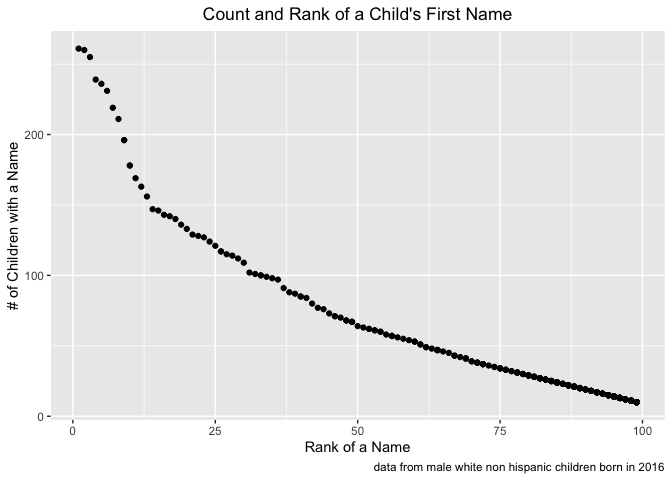 Count and Rank of a Child's First Name
# of Children with a Name
200
100
0
0 25 50 75 100
Rank of a Name
data from male white non hispanic children born in 2016